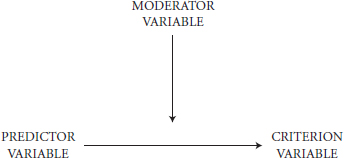 MODERATOR
VARIABLE
PREDICTOR
VARIABLE
CRITERION
VARIABLE